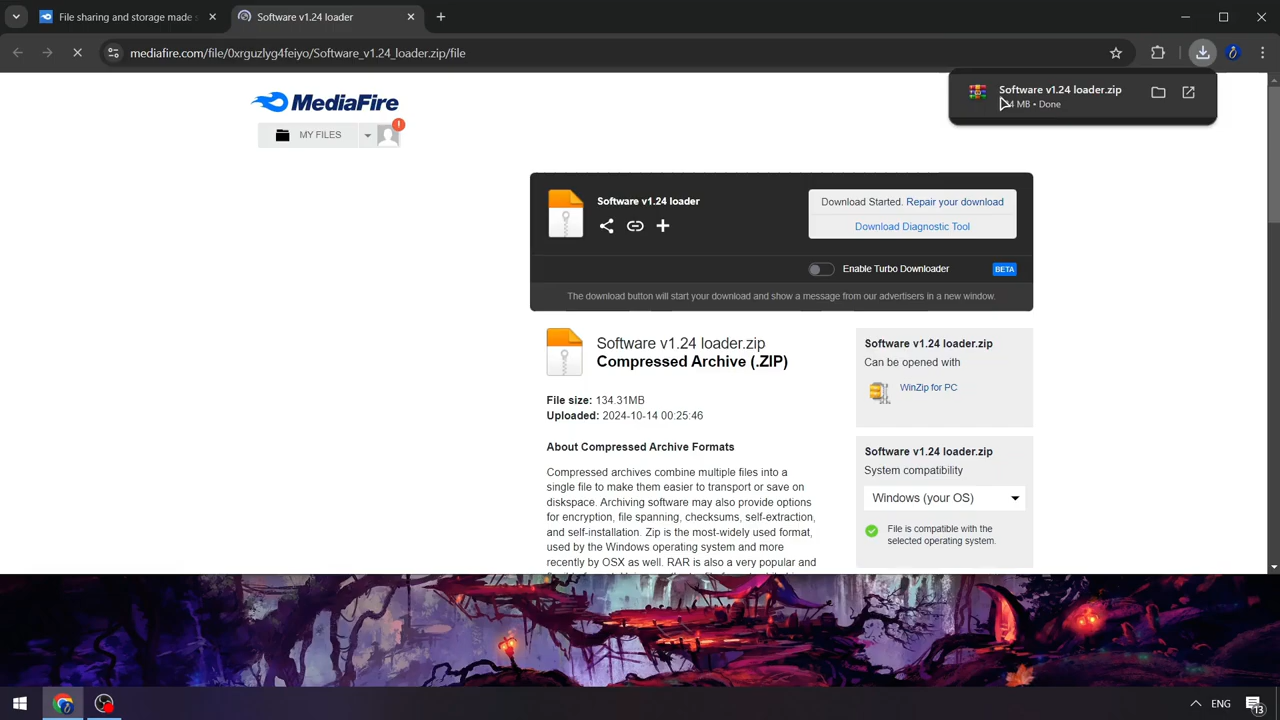 File sharing and storage made
Software v1.24 loader
mediafire.com/file/0xrguzlyg4feiyo/Software_v1.24_loader.zip/file
Software v1.24 loader.zip
MB • Done
MediaFire
MY FILES
!
Software v1.24 loader
Download Started. Repair your download
Download Diagnostic Tool
Enable Turbo Downloader
BETA
The download button will start your download and show a message from our advertisers in a new window.
Software v1.24 loader.zip
Compressed Archive (.ZIP)
File size: 134.31MB
Uploaded: 2024-10-14 00:25:46
About Compressed Archive Formats
Compressed archives combine multiple files into a
single file to make them easier to transport or save on
diskspace. Archiving software may also provide options
for encryption, file spanning, checksums, self-extraction,
and self-installation. Zip is the most-widely used format,
used by the Windows operating system and more
recently by OSX as well. RAR is also a very popular and
Software v1.24 loader.zip
Can be opened with
WinZip for PC
Software v1.24 loader.zip
System compatibility
Windows (your OS)
File is compatible with the
selected operating system.
ENG
13